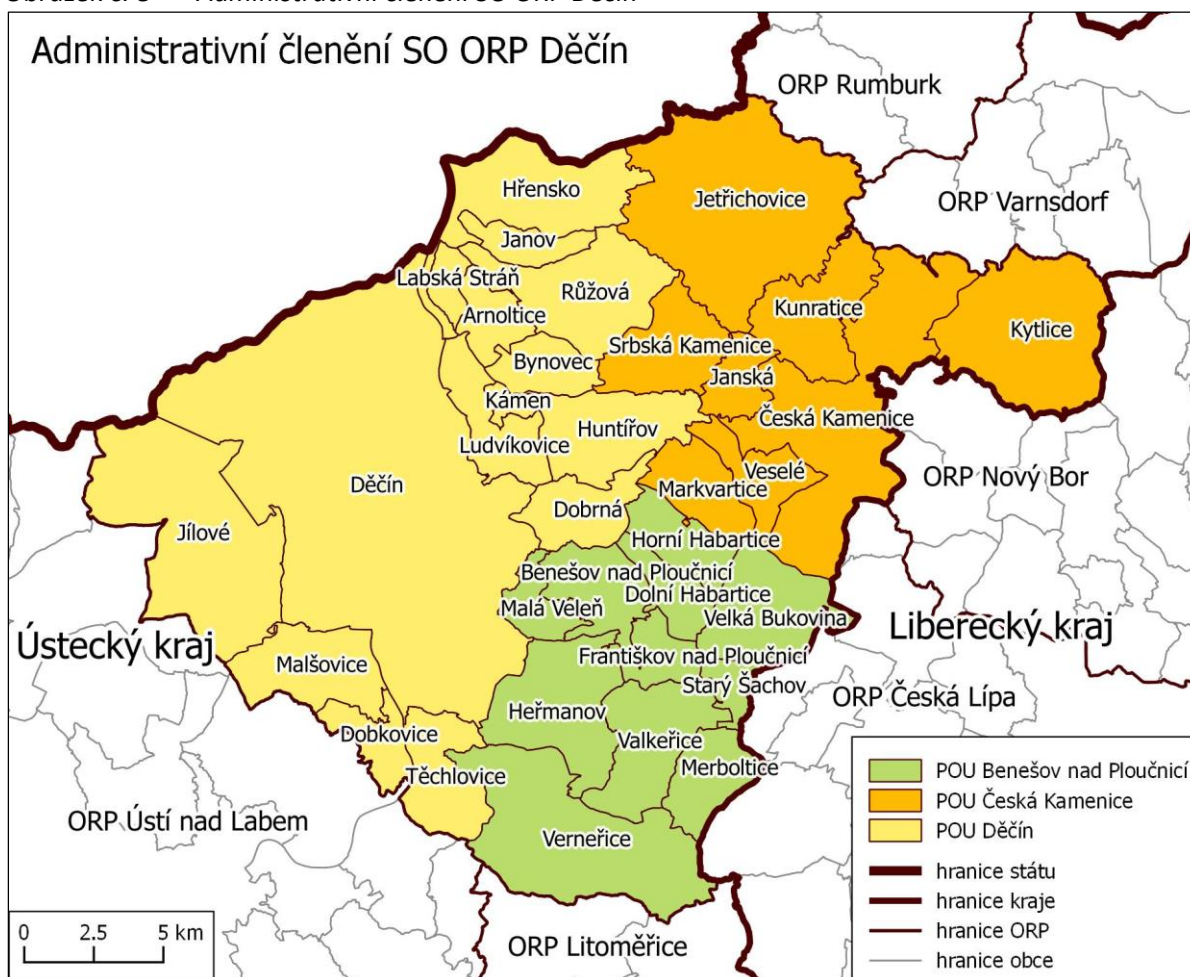 Administrativní členění SO ORP Děčín
ORP Rumburk
Hřensko
Jetřichovice
ORP Varnsdorf
Janov
Labská Stráň
Růžová
Arnoltice
Kunratice
Kytlice
Srbská Kamenice
Bynovec
Janská
Kámen
Česká Kamenice
Huntířov
Ludvíkovice
Veselé
ORP Nový Bor
Děčín
Markvartice
Dobrná
Jílové
Horní Habartice
Benešov nad Ploučnicí
Dolní Habartice
Malá Veleň
Velká Bukovina
Ústecký kraj
Liberecký kraj
Malšovice
Františkov nad Ploučnicí
Starý Šachov
ORP Česká Lípa
Heřmanov
Dobkovice
Valkeřice
Merboltice
Těchlovice
ORP Ústí nad Labem
Verneřice
ORP Litoměřice
POU Benešov nad Ploučnicí
POU Česká Kamenice
POU Děčín
hranice státu
hranice kraje
hranice ORP
hranice obce
0 2.5 5 km